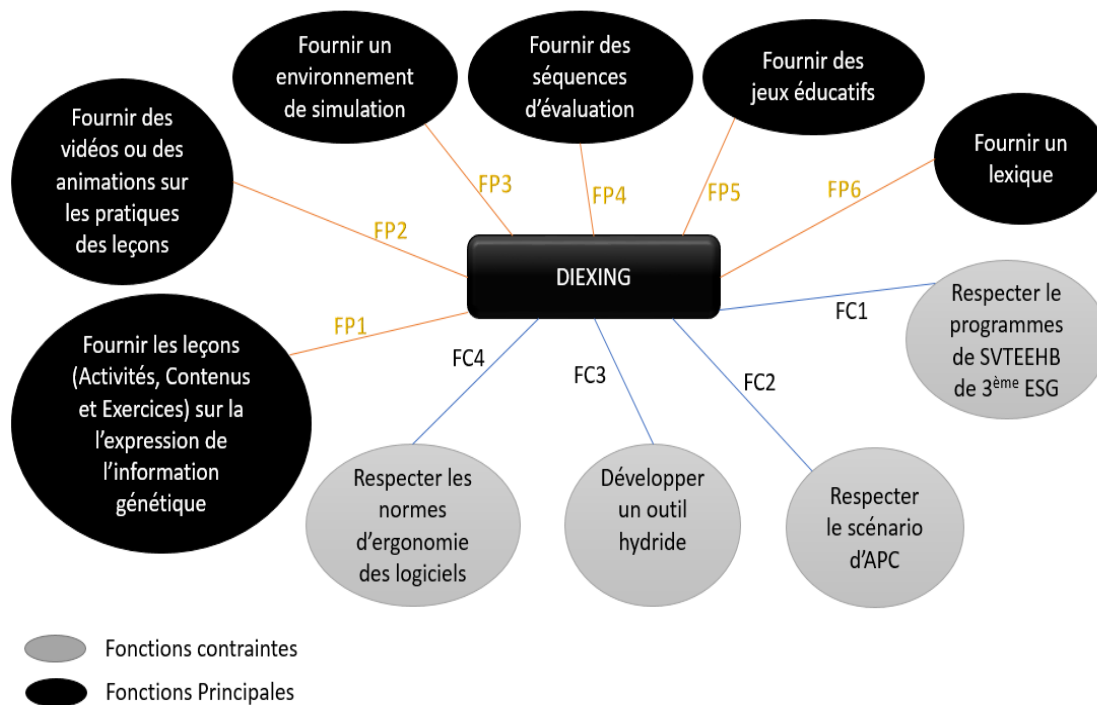 Fournir un
environnement
de simulation
Fournir des
séquences
d'évaluation
Fournir des
jeux éducatifs
Fournir un
lexique
Fournir des
vidéos ou des
animations sur
les pratiques
des leçons
FP3
FP4
FP5
FP6
FP2
DIEXING
FP1
Fournir les leçons
(Activités, Contenus
et Exercices) sur la
l'expression de
l'information
génétique
FC4
FC3
FC2
FC1
Respecter le
programmes
de SVTEEHB
de 3ème ESG
Respecter les
normes
d'ergonomie
des logiciels
Développer
un outil
hydride
Respecter
le scénario
d'APC
Fonctions contraintes
Fonctions Principales